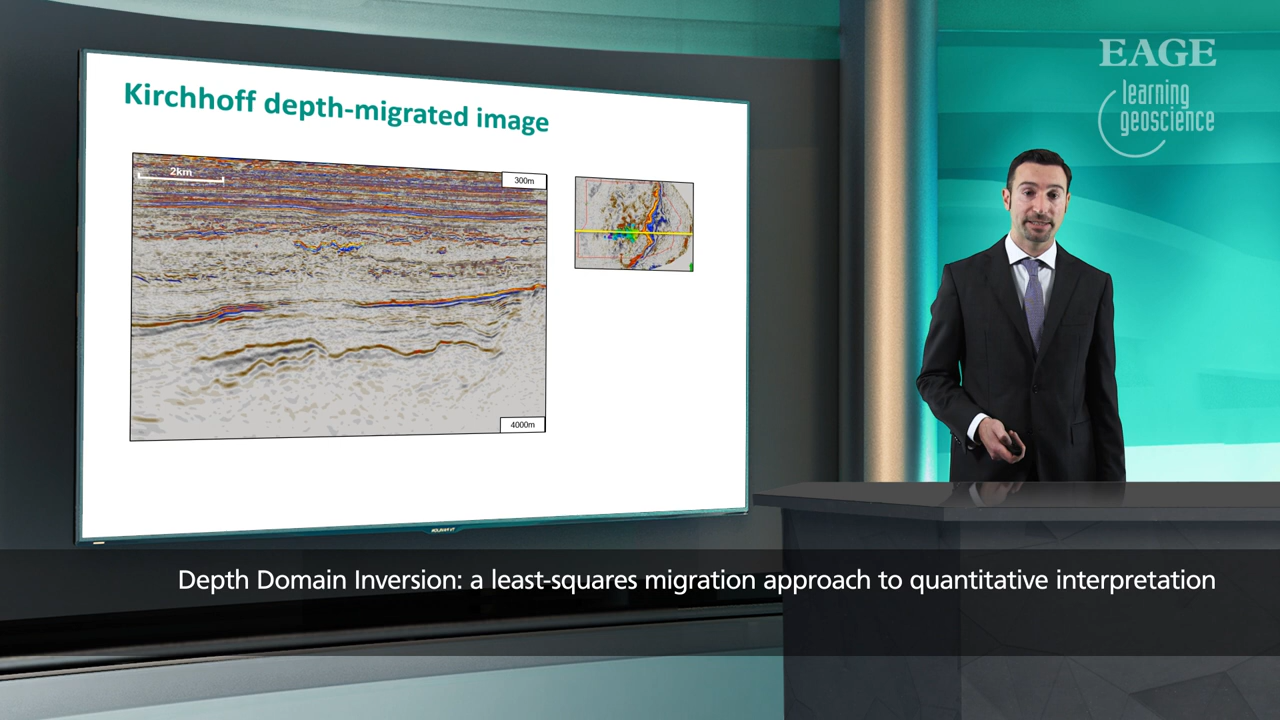 EAGE
learning
geoscience
Kirchhoff depth-migrated image
2km
300m
4000m
Depth Domain Inversion: a least-squares migration approach to quantitative interpretation